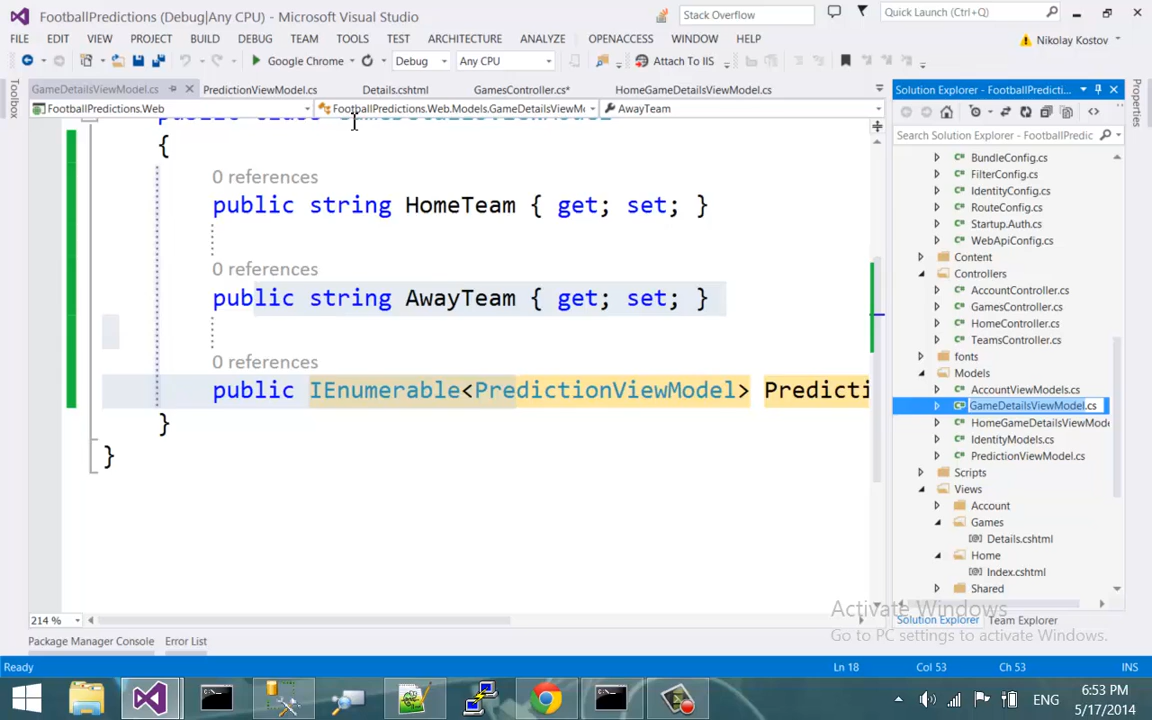 FootballPredictions (Debug|Any CPU) - Microsoft Visual Studio
Stack Overflow
Quick Launch (Ctrl+Q)
FILE EDIT VIEW PROJECT BUILD DEBUG TEAM TOOLS TEST ARCHITECTURE ANALYZE OPENACCESS WINDOW HELP
Nikolay Kostov
Google Chrome
Debug
Any CPU
Attach to IIS
Toolbox
GameDetailsViewModel.cs
PredictionViewModel.cs
Details.cshtml
GamesController.cs*
HomeGameDetailsViewModel.cs
FootballPredictions.Web
FootballPredictions.Web.Models.GameDetailsViewM
AwayTeam
public class GameDetailsViewModel
{
0 references
public string HomeTeam { get; set; }
0 references
public string AwayTeam { get; set; }
0 references
public IEnumerable<PredictionViewModel> Predicti
}
}
214 %
Solution Explorer - FootballPredicti...
Search Solution Explorer - FootballPredic
BundleConfig.cs
FilterConfig.cs
IdentityConfig.cs
RouteConfig.cs
Startup.Auth.cs
WebApiConfig.cs
Content
Controllers
AccountController.cs
GamesController.cs
HomeController.cs
TeamsController.cs
fonts
Models
AccountViewModels.cs
GameDetailsViewModel.cs
HomeGameDetailsViewMode
IdentityModels.cs
PredictionViewModel.cs
Scripts
Views
Account
Games
Details.cshtml
Home
Index.cshtml
Shared
Properties
Activate Windows
Go to PC settings to activate Windows.
Solution Explorer Team Explorer
Package Manager Console Error List
Ready
Ln 18 Col 53 Ch 53 INS
ENG
6:53 PM
5/17/2014